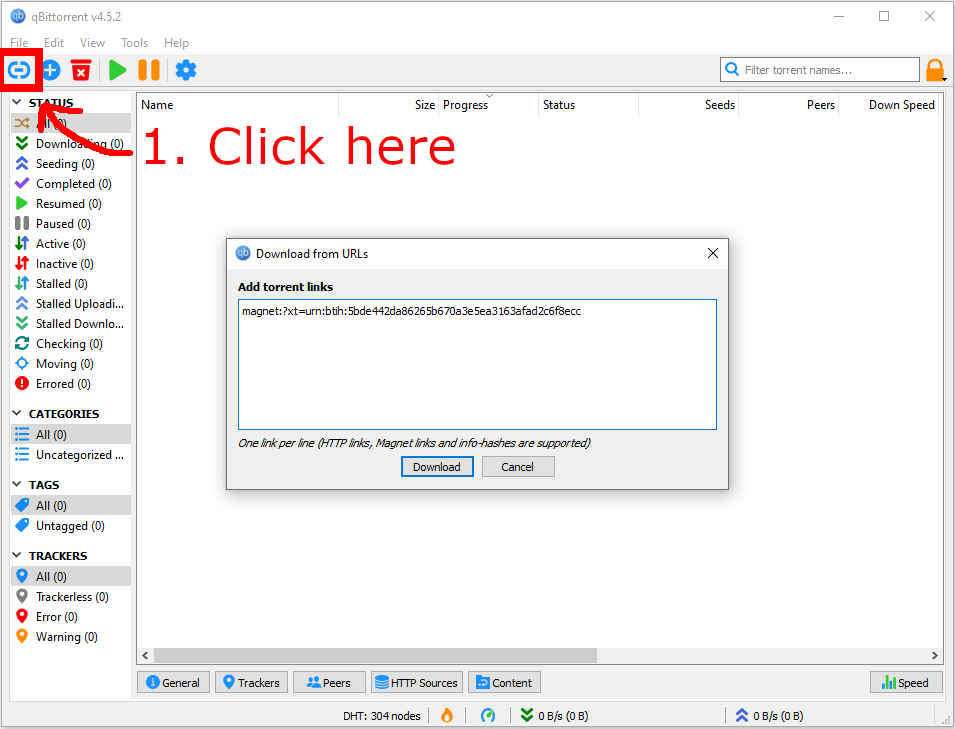 qBittorrent v4.5.2
File Edit View Tools Help
Filter torrent names...
STATUS
All (0)
Downloading (0)
Seeding (0)
Completed (0)
Resumed (0)
Paused (0)
Active (0)
Inactive (0)
Stalled (0)
Stalled Uploadi...
Stalled Downlo...
Checking (0)
Moving (0)
Errored (0)
CATEGORIES
All (0)
Uncategorized ...
TAGS
All (0)
Untagged (0)
TRACKERS
All (0)
Trackerless (0)
Error (0)
Warning (0)
Name Size Progress Status Seeds Peers Down Speed
1. Click here
qb Download from URLs
Add torrent links
magnet:?xt=urn:btih:5bde442da86265b670a3e5ea3163afad2c6f8ecc
One link per line (HTTP links, Magnet links and info-hashes are supported)
Download Cancel
General Trackers Peers HTTP Sources Content Speed
DHT: 304 nodes 0 B/s (0 B) 0 B/s (0 B)